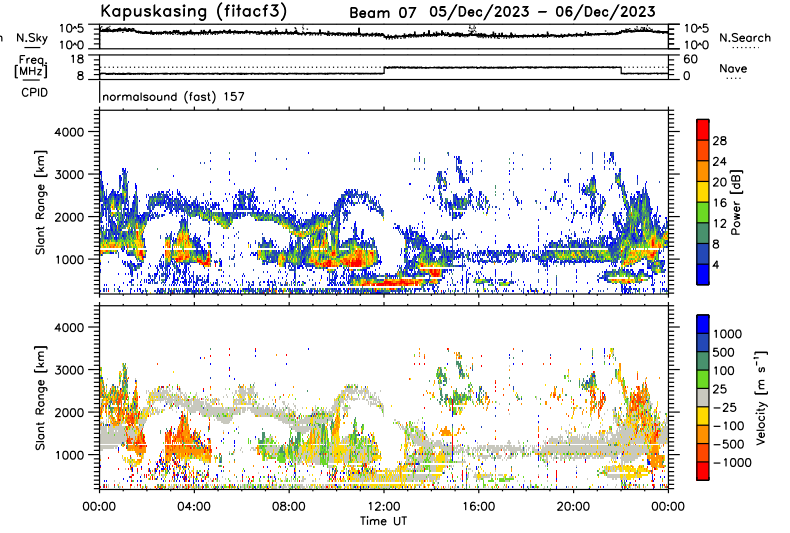 Kapuskasing (fitacf3) Beam 07 05/Dec/2023 − 06/Dec/2023
N.Sky 10^5 10^5 N.Search
10^0 10^0
Freq. 18 60 Nave
[MHz] 8 0
CPID normalsound (fast) 157
Slant Range [km]
4000
3000
2000
1000
Power [dB]
28
24
20
16
12
8
4
Slant Range [km]
4000
3000
2000
1000
Velocity [m s⁻¹]
1000
500
100
25
−25
−100
−500
−1000
00:00 04:00 08:00 12:00 16:00 20:00 00:00
Time UT